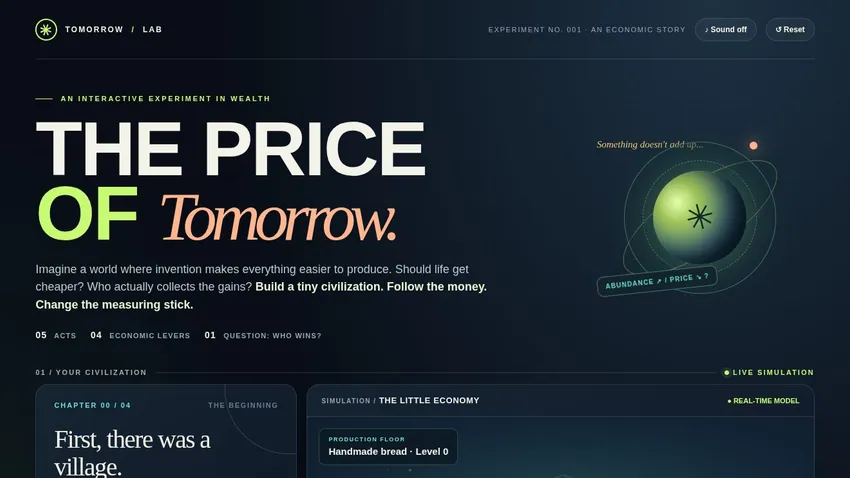 TOMORROW / LAB
EXPERIMENT NO. 001 · AN ECONOMIC STORY
♪ Sound off
↺ Reset
AN INTERACTIVE EXPERIMENT IN WEALTH
THE PRICE
OF Tomorrow.
Something doesn't add up...
ABUNDANCE ↗ / PRICE ↘ ?
Imagine a world where invention makes everything easier to produce. Should life get
cheaper? Who actually collects the gains? Build a tiny civilization. Follow the money.
Change the measuring stick.
05 ACTS 04 ECONOMIC LEVERS 01 QUESTION: WHO WINS?
01 / YOUR CIVILIZATION
LIVE SIMULATION
CHAPTER 00 / 04
THE BEGINNING
First, there was a
village.
SIMULATION / THE LITTLE ECONOMY
● REAL-TIME MODEL
PRODUCTION FLOOR
Handmade bread · Level 0